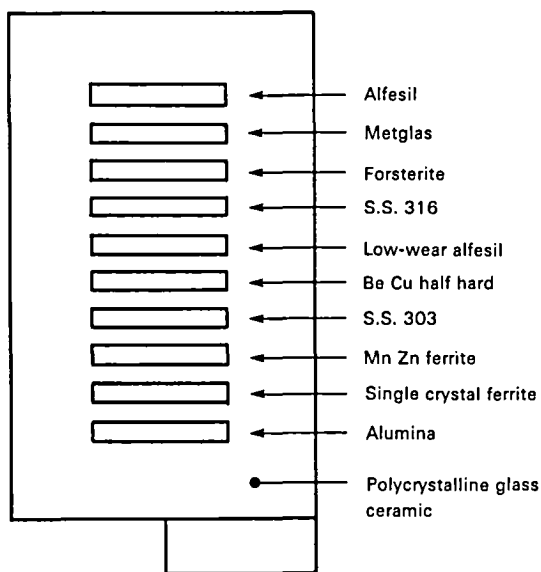 Alfesil
Metglas
Forsterite
S.S. 316
Low-wear alfesil
Be Cu half hard
S.S. 303
Mn Zn ferrite
Single crystal ferrite
Alumina
Polycrystalline glass
ceramic